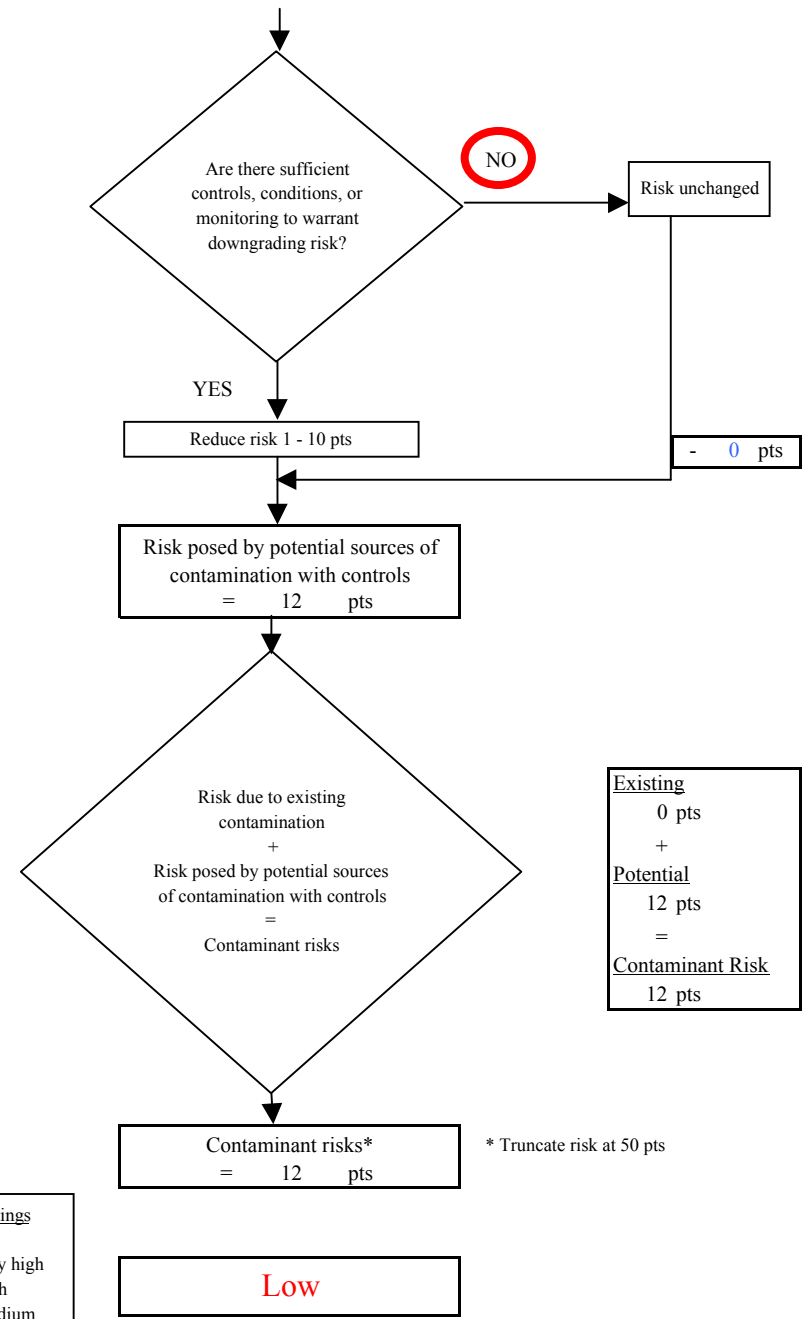 Are there sufficient
controls, conditions, or
monitoring to warrant
downgrading risk?
NO
Risk unchanged
YES
Reduce risk 1 - 10 pts
- 0 pts
Risk posed by potential sources of
contamination with controls
= 12 pts
Risk due to existing
contamination
+
Risk posed by potential sources
of contamination with controls
=
Contaminant risks
Existing
0 pts
+
Potential
12 pts
=
Contaminant Risk
12 pts
Contaminant risks*
= 12 pts
* Truncate risk at 50 pts
ings
y high
h
dium
Low